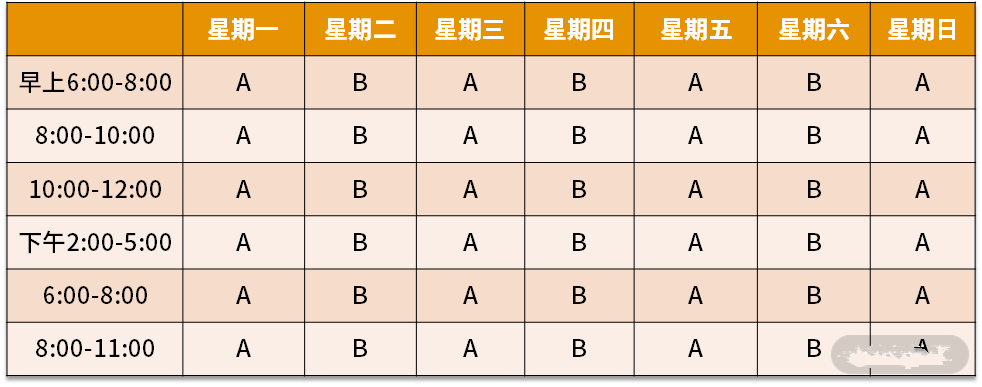 星期一 星期二 星期三 星期四 星期五 星期六 星期日
早上6:00-8:00 A B A B A B A
8:00-10:00 A B A B A B A
10:00-12:00 A B A B A B A
下午2:00-5:00 A B A B A B A
6:00-8:00 A B A B A B A
8:00-11:00 A B A B A B